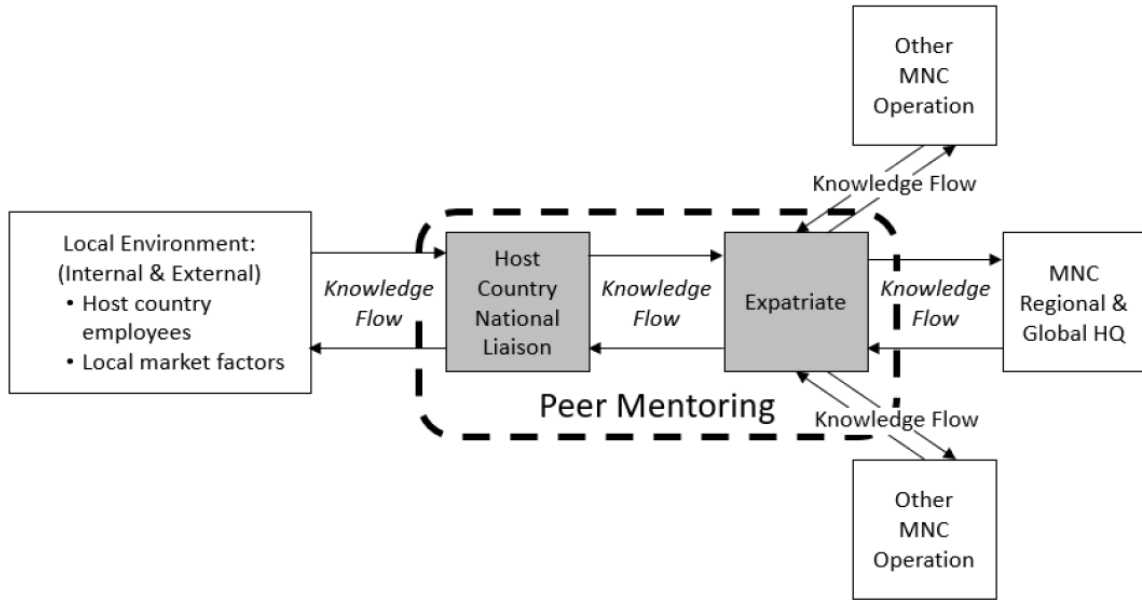 Other
MNC
Operation
Knowledge Flow
Local Environment:
(Internal & External)
• Host country
employees
• Local market factors
Knowledge
Flow
Host
Country
National
Liaison
Knowledge
Flow
Expatriate
Knowledge
Flow
MNC
Regional &
Global HQ
Peer Mentoring
Knowledge Flow
Other
MNC
Operation